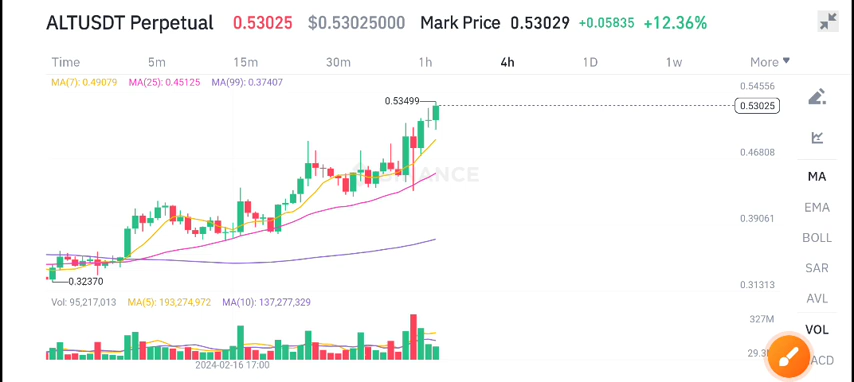 ALTUSDT Perpetual 0.53025 $0.53025000 Mark Price 0.53029 +0.05835 +12.36%
Time 5m 15m 30m 1h 4h 1D 1w More
MA(7): 0.49079 MA(25): 0.45125 MA(99): 0.37407
0.54556
0.53499
0.53025
0.46808
MA
EMA
0.39061
BOLL
SAR
0.32370
0.31313
AVL
Vol: 95,217,013 MA(5): 193,274,972 MA(10): 137,277,329
327M
VOL
2024-02-16 17:00